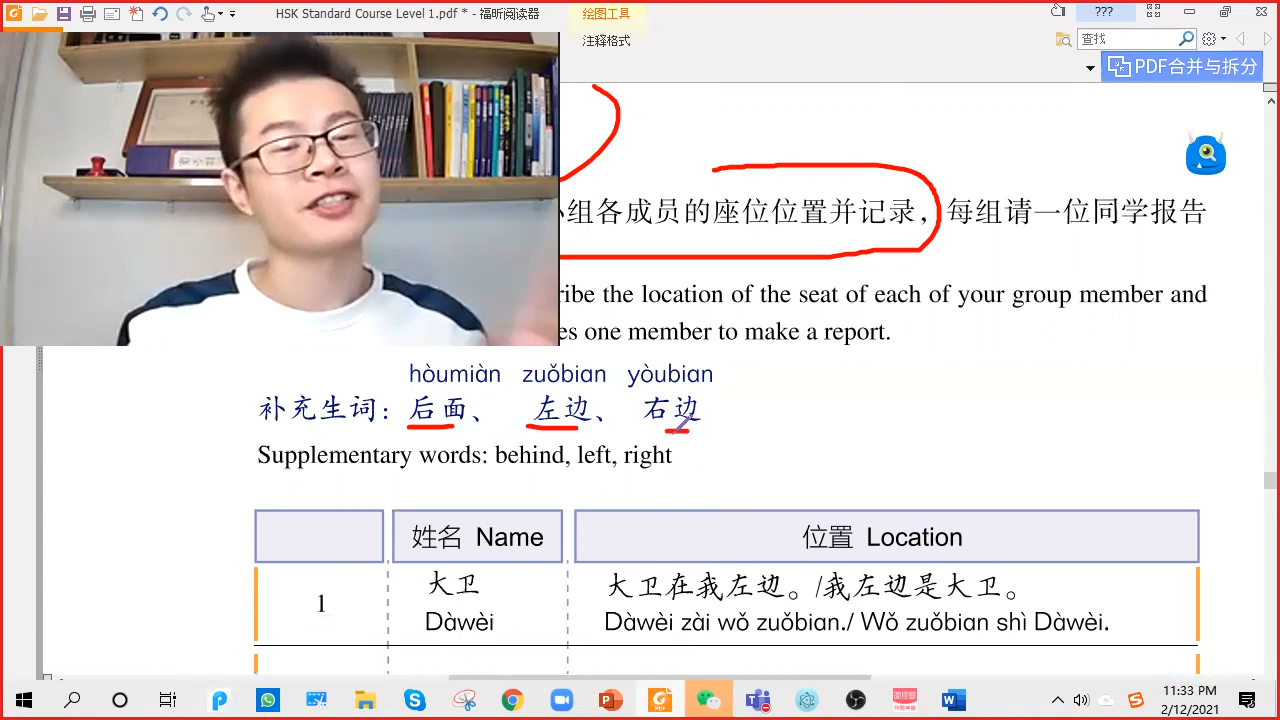 HSK Standard Course Level 1.pdf * - 福昕阅读器
绘图工具
???
注释格式
查找
PDF合并与拆分
组各成员的座位位置并记录，每组请一位同学报告
ribe the location of the seat of each of your group member and
es one member to make a report.
hòumiàn zuǒbian yòubian
补充生词：后面、 左边、 右边
Supplementary words: behind, left, right
姓名 Name
位置 Location
1
大卫
大卫在我左边。/我左边是大卫。
Dàwèi
Dàwèi zài wǒ zuǒbian./ Wǒ zuǒbian shì Dàwèi.
11:33 PM
2/12/2021